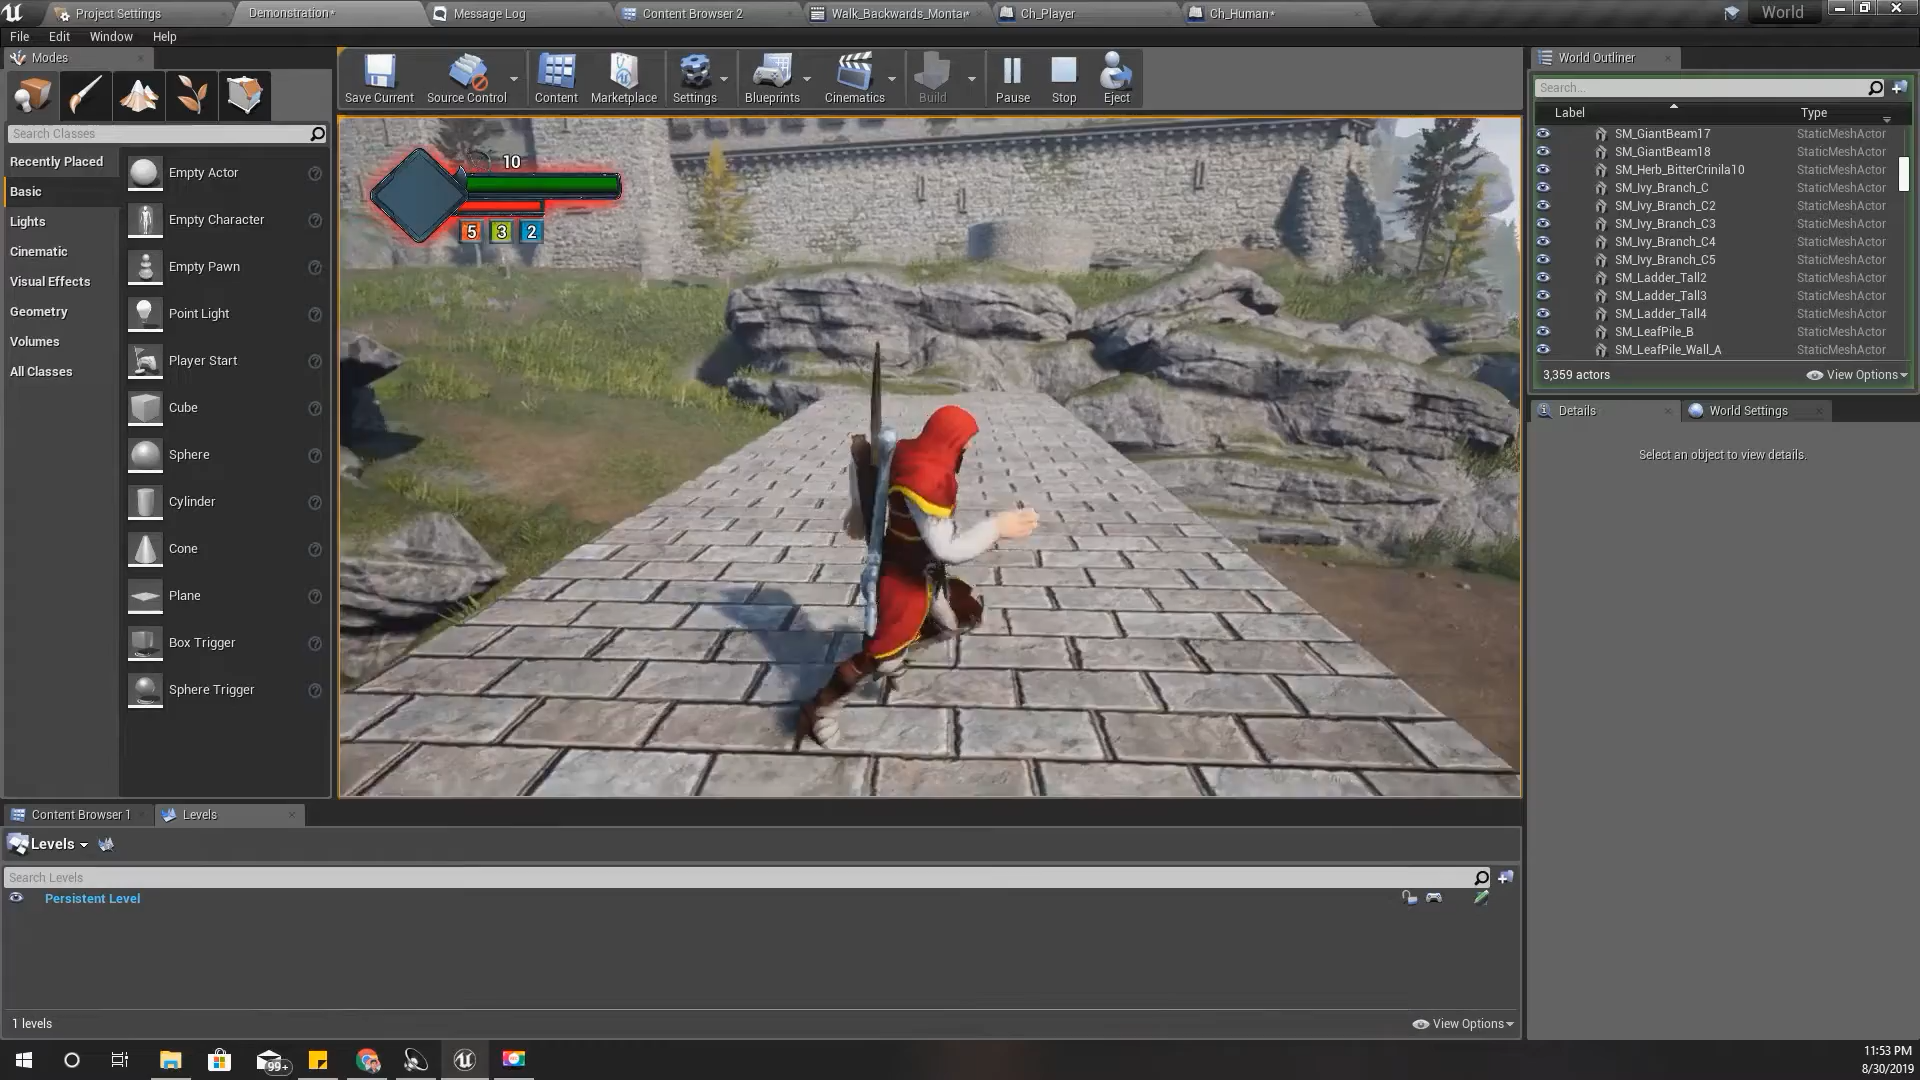 Project Settings
Demonstration*
Message Log
Content Browser 2
Walk_Backwards_Montar*
Ch_Player
Ch_Human*
World
File Edit Window Help
Modes
Save Current
Source Control
Content
Marketplace
Settings
Blueprints
Cinematics
Build
Pause
Stop
Eject
Search Classes
Recently Placed
Basic
Lights
Cinematic
Visual Effects
Geometry
Volumes
All Classes
Empty Actor
Empty Character
Empty Pawn
Point Light
Player Start
Cube
Sphere
Cylinder
Cone
Plane
Box Trigger
Sphere Trigger
10
5 3 2
World Outliner
Search...
Label Type
SM_GiantBeam17 StaticMeshActor
SM_GiantBeam18 StaticMeshActor
SM_Herb_BitterCrinila10 StaticMeshActor
SM_Ivy_Branch_C StaticMeshActor
SM_Ivy_Branch_C2 StaticMeshActor
SM_Ivy_Branch_C3 StaticMeshActor
SM_Ivy_Branch_C4 StaticMeshActor
SM_Ivy_Branch_C5 StaticMeshActor
SM_Ladder_Tall2 StaticMeshActor
SM_Ladder_Tall3 StaticMeshActor
SM_Ladder_Tall4 StaticMeshActor
SM_LeafPile_B StaticMeshActor
SM_LeafPile_Wall_A StaticMeshActor
3,359 actors
View Options
Details
World Settings
Select an object to view details.
Content Browser 1
Levels
Levels
Search Levels
Persistent Level
1 levels
View Options
99+
11:53 PM
8/30/2019